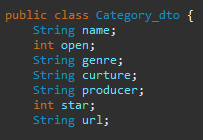 public class Category_dto {
String name;
int open;
String genre;
String curture;
String producer;
int star;
String url;